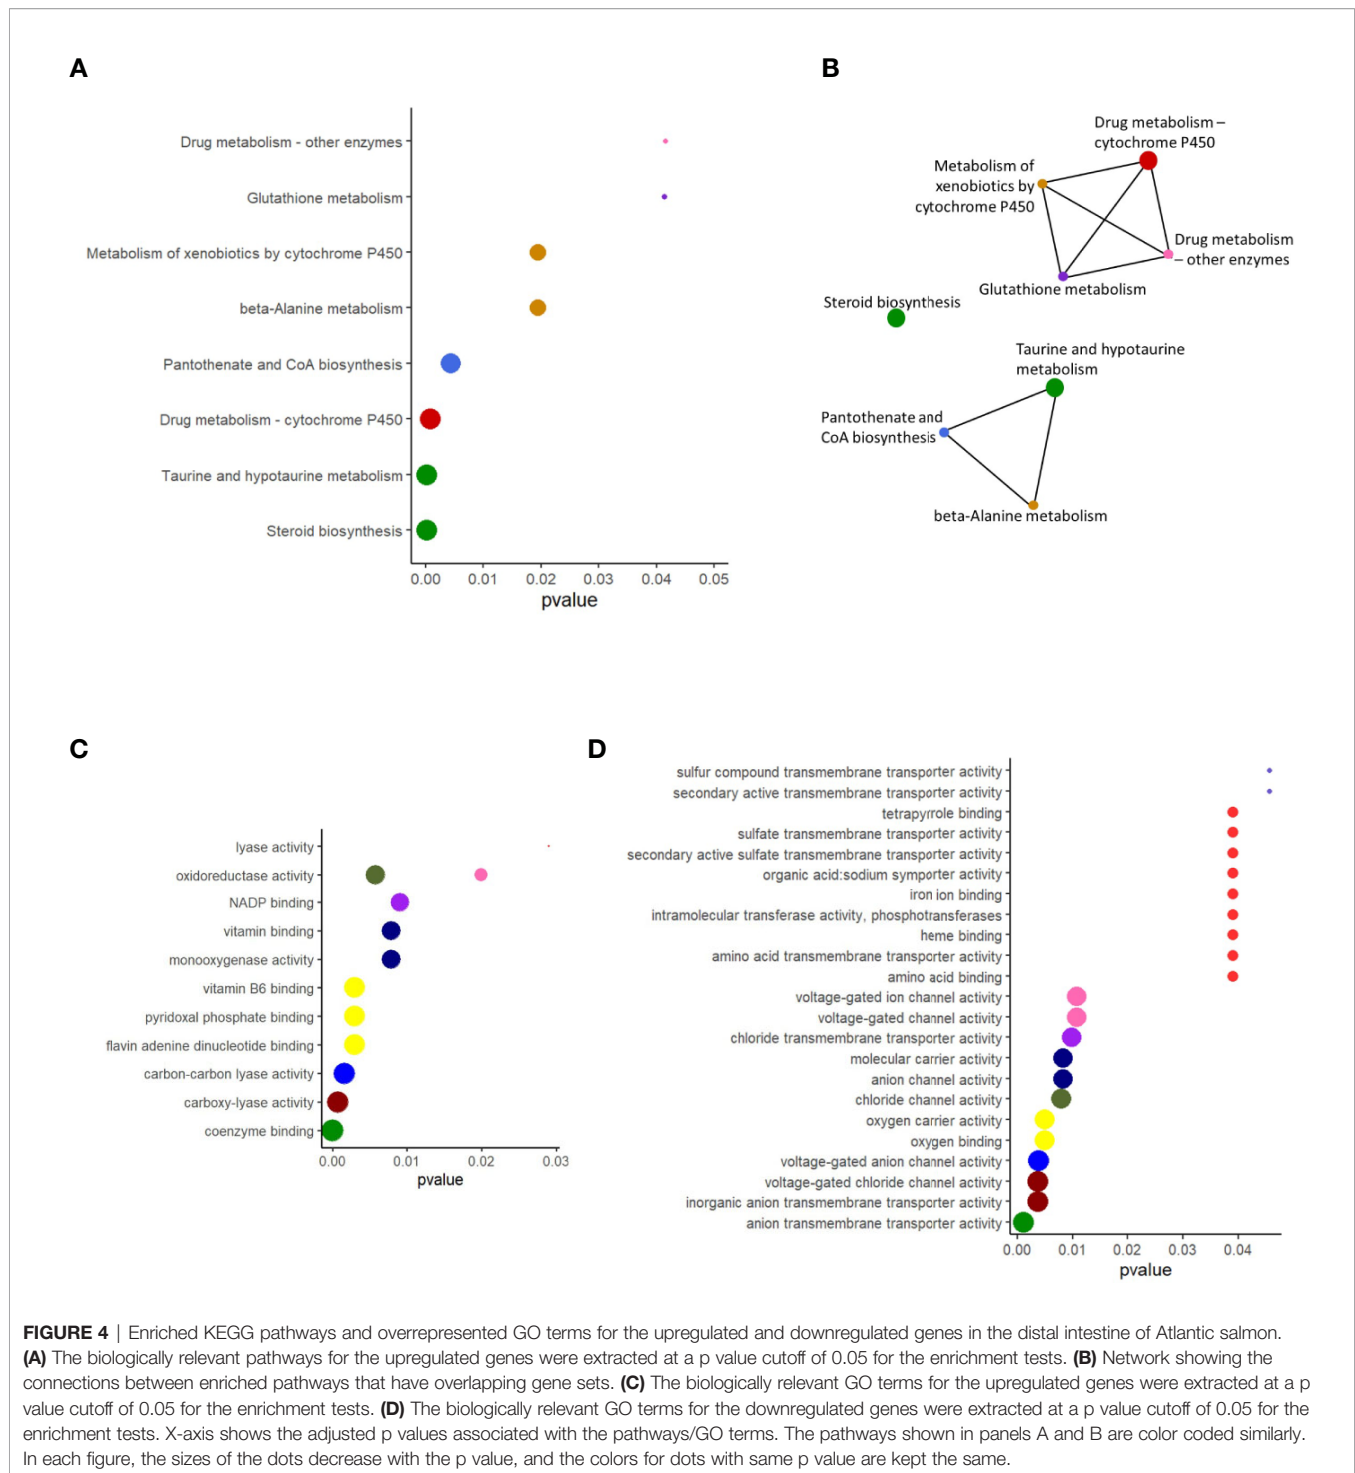 A
Drug metabolism - other enzymes
Glutathione metabolism
Metabolism of xenobiotics by cytochrome P450
beta-Alanine metabolism
Pantothenate and CoA biosynthesis
Drug metabolism - cytochrome P450
Taurine and hypotaurine metabolism
Steroid biosynthesis
0.00 0.01 0.02 0.03 0.04 0.05
pvalue
B
Drug metabolism –
cytochrome P450
Metabolism of
xenobiotics by
cytochrome P450
Drug metabolism
– other enzymes
Glutathione metabolism
Steroid biosynthesis
Taurine and hypotaurine
metabolism
Pantothenate and
CoA biosynthesis
beta-Alanine metabolism
C
lyase activity
oxidoreductase activity
NADP binding
vitamin binding
monooxygenase activity
vitamin B6 binding
pyridoxal phosphate binding
flavin adenine dinucleotide binding
carbon-carbon lyase activity
carboxy-lyase activity
coenzyme binding
0.00 0.01 0.02 0.03
pvalue
D
sulfur compound transmembrane transporter activity
secondary active transmembrane transporter activity
tetrapyrrole binding
sulfate transmembrane transporter activity
secondary active sulfate transmembrane transporter activity
organic acid:sodium symporter activity
iron ion binding
intramolecular transferase activity, phosphotransferases
heme binding
amino acid transmembrane transporter activity
amino acid binding
voltage-gated ion channel activity
voltage-gated channel activity
chloride transmembrane transporter activity
molecular carrier activity
anion channel activity
chloride channel activity
oxygen carrier activity
oxygen binding
voltage-gated anion channel activity
voltage-gated chloride channel activity
inorganic anion transmembrane transporter activity
anion transmembrane transporter activity
0.00 0.01 0.02 0.03 0.04
pvalue
FIGURE 4 | Enriched KEGG pathways and overrepresented GO terms for the upregulated and downregulated genes in the distal intestine of Atlantic salmon.
(A) The biologically relevant pathways for the upregulated genes were extracted at a p value cutoff of 0.05 for the enrichment tests. (B) Network showing the
connections between enriched pathways that have overlapping gene sets. (C) The biologically relevant GO terms for the upregulated genes were extracted at a p
value cutoff of 0.05 for the enrichment tests. (D) The biologically relevant GO terms for the downregulated genes were extracted at a p value cutoff of 0.05 for the
enrichment tests. X-axis shows the adjusted p values associated with the pathways/GO terms. The pathways shown in panels A and B are color coded similarly.
In each figure, the sizes of the dots decrease with the p value, and the colors for dots with same p value are kept the same.